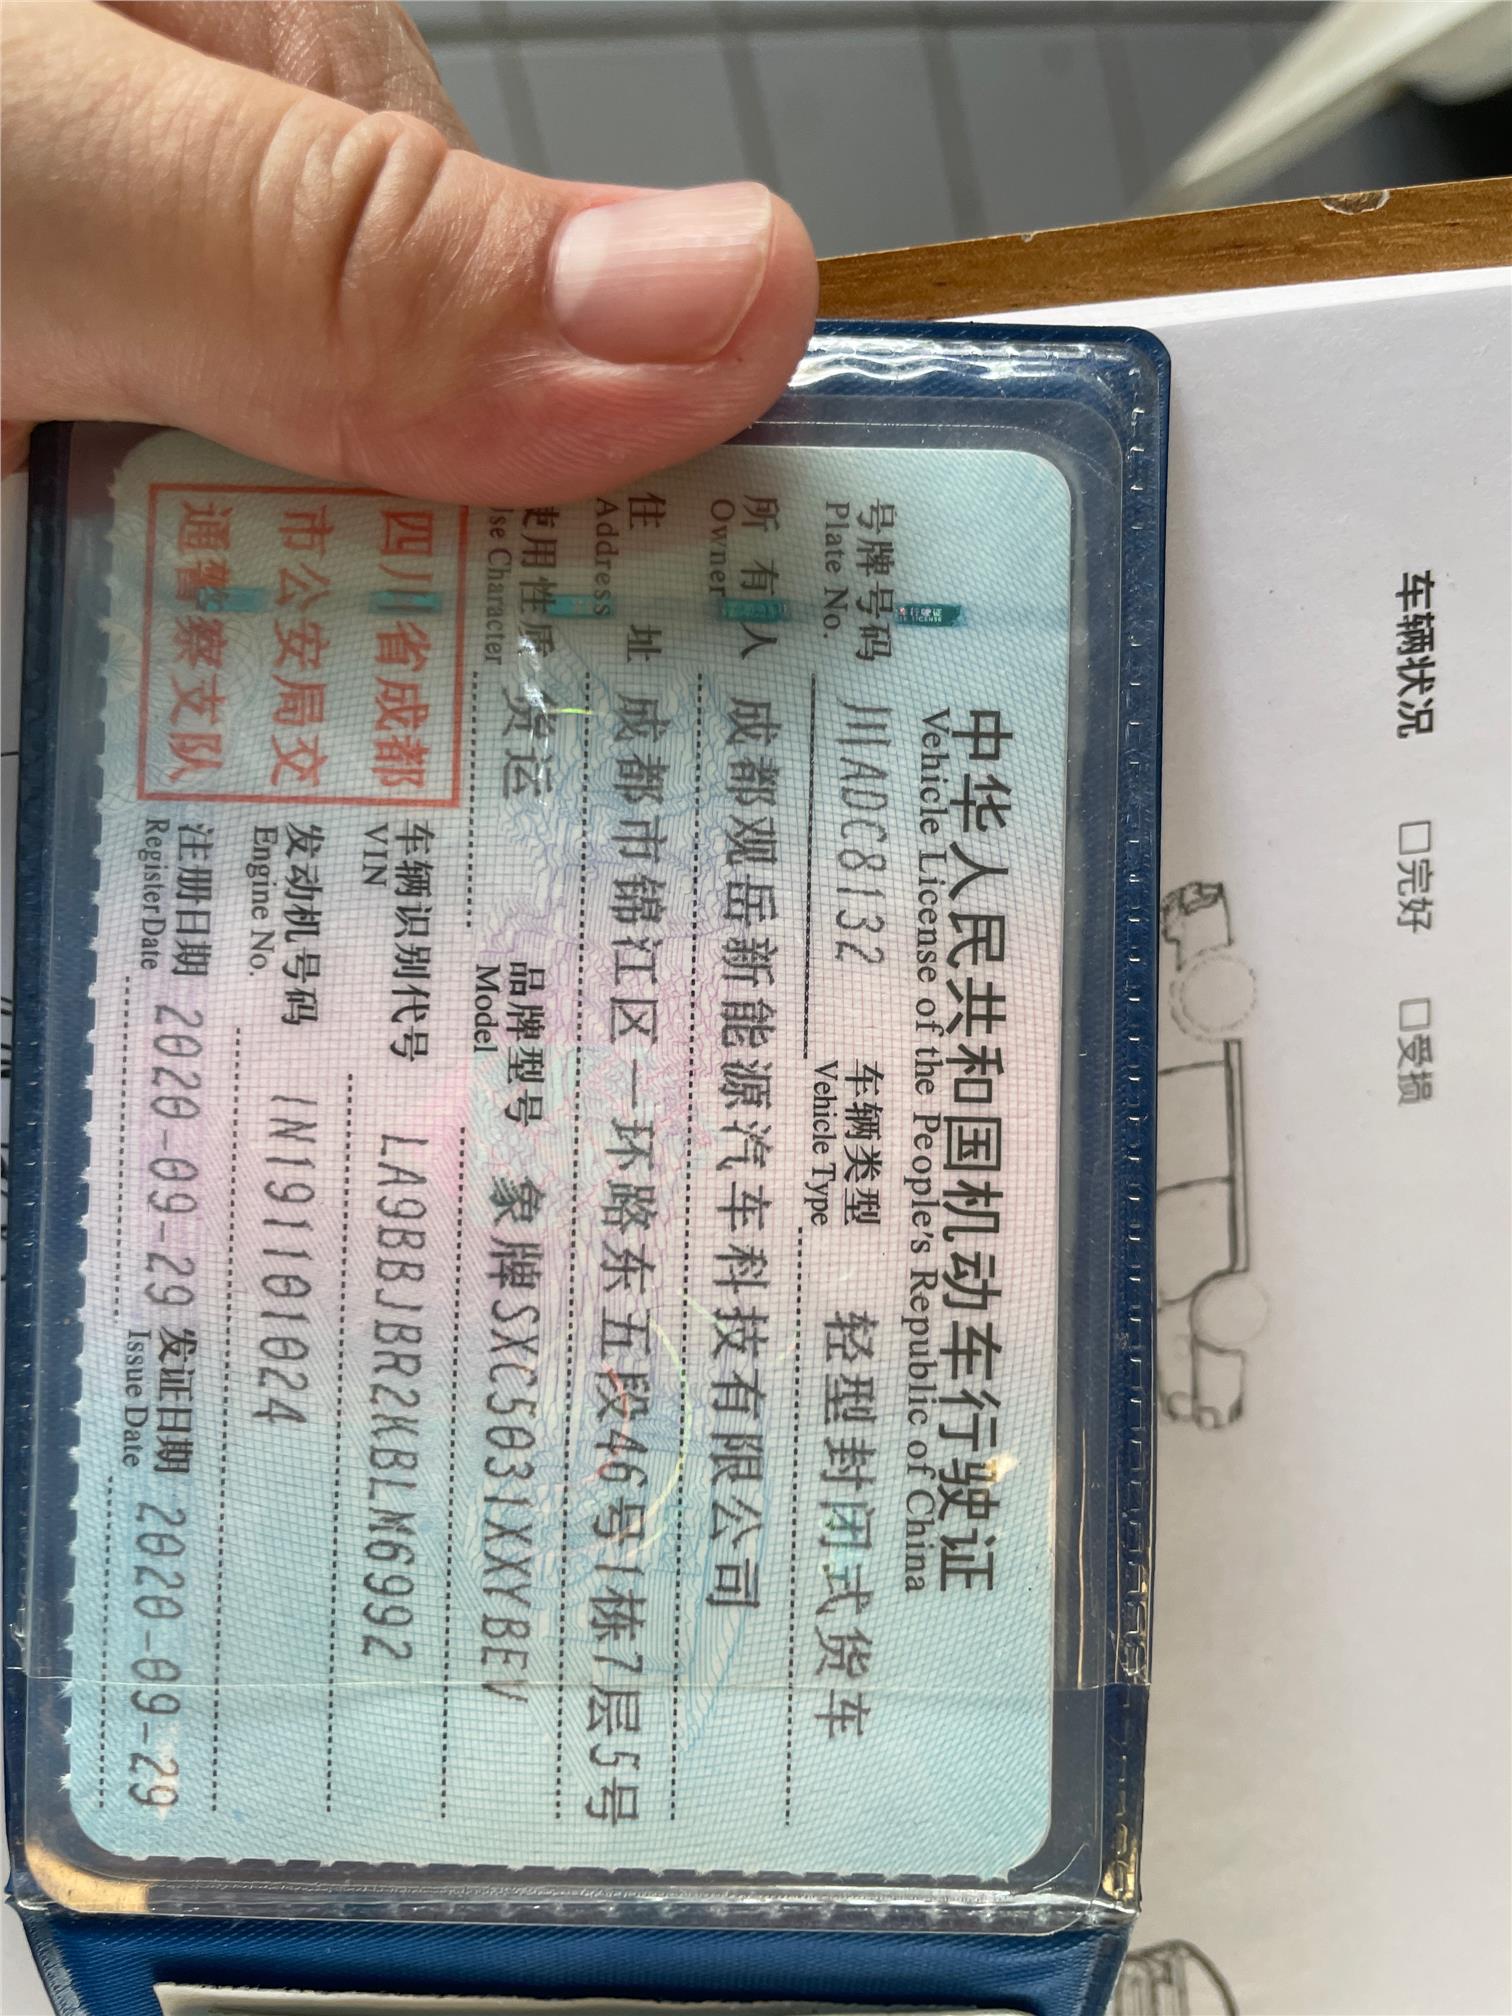 中华人民共和国机动车行驶证
Vehicle License of the People's Republic of China
号牌号码 川ADC8132 车辆类型 轻型封闭式货车
Plate No. Vehicle Type
所有人 成都观岳新能源汽车科技有限公司
Owner
住址 成都市锦江区一环路东五段46号1栋7层5号
Address
使用性质 货运 品牌型号 象牌SXC5031XXYBEV
Use Character Model
四川省成都
市公安局交
通警察支队
车辆识别代号 LA9BBJBR2KBLM6992
VIN
发动机号码 1N191101024
Engine No.
注册日期 2020-09-29 发证日期 2020-09-29
Register Date Issue Date
车辆状况 □完好 □受损